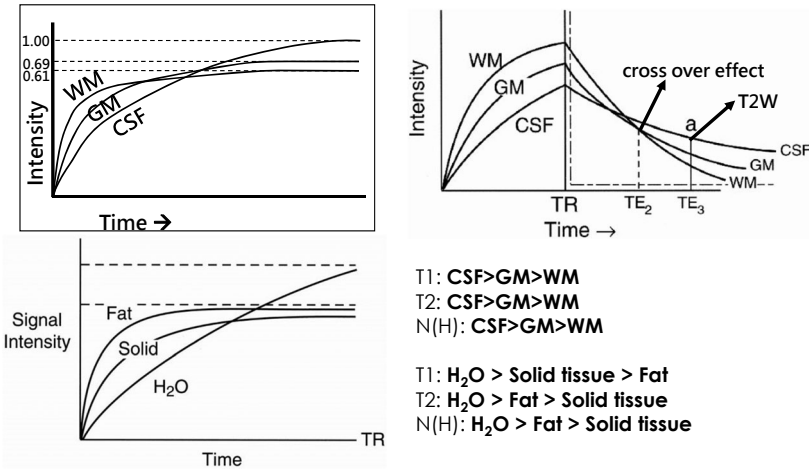 1.00
0.69
0.61
WM
GM
CSF
Intensity
Time →
Intensity
WM
GM
CSF
cross over effect
a
T2W
CSF
GM
WM
TR
TE₂
TE₃
Time →
Signal
Intensity
Fat
Solid
H₂O
TR
Time
T1: CSF>GM>WM
T2: CSF>GM>WM
N(H): CSF>GM>WM
T1: H₂O > Solid tissue > Fat
T2: H₂O > Fat > Solid tissue
N(H): H₂O > Fat > Solid tissue